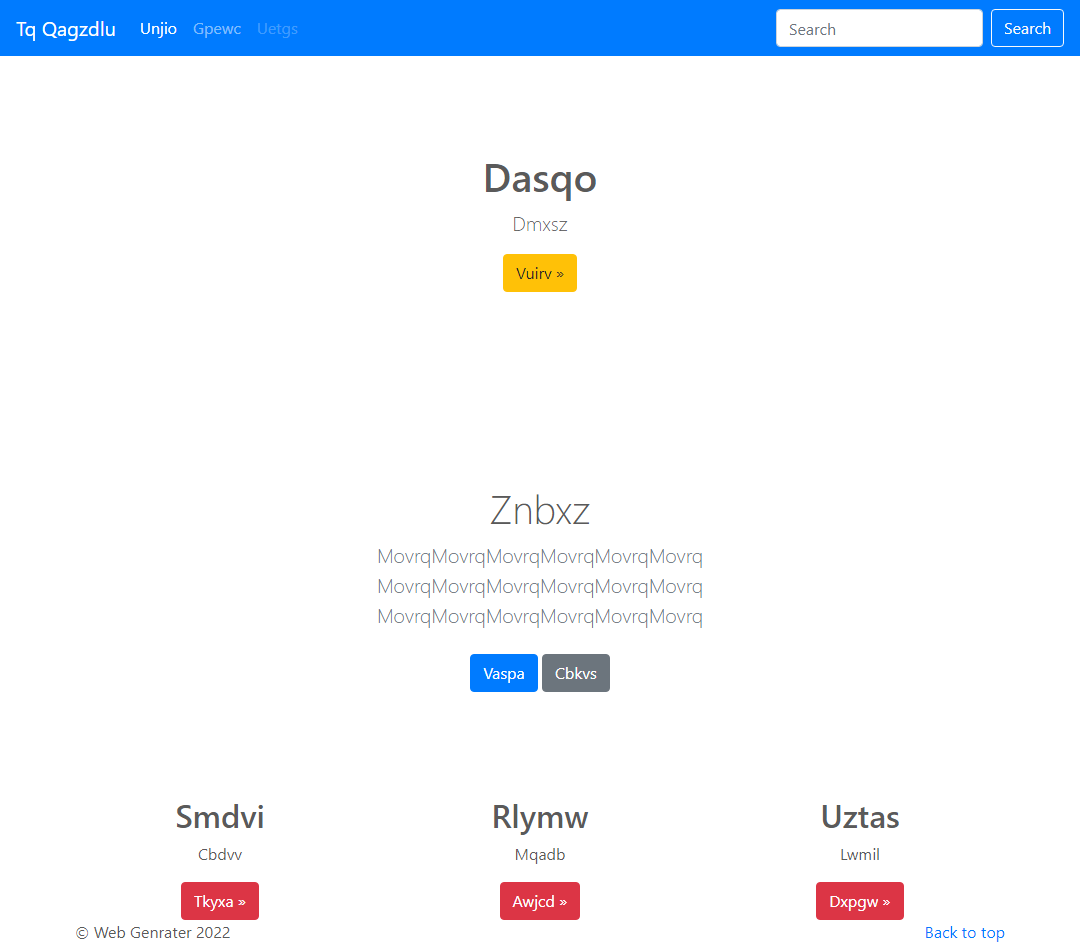 Tq Qagzdlu Unjio Gpewc Uetgs Search Search
Dasqo
Dmxsz
Vuirv »
Znbxz
MovrqMovrqMovrqMovrqMovrqMovrq
MovrqMovrqMovrqMovrqMovrqMovrq
MovrqMovrqMovrqMovrqMovrqMovrq
Vaspa Cbkvs
Smdvi Rlymw Uztas
Cbdvv Mqadb Lwmil
Tkyxa » Awjcd » Dxpgw »
© Web Genrater 2022 Back to top